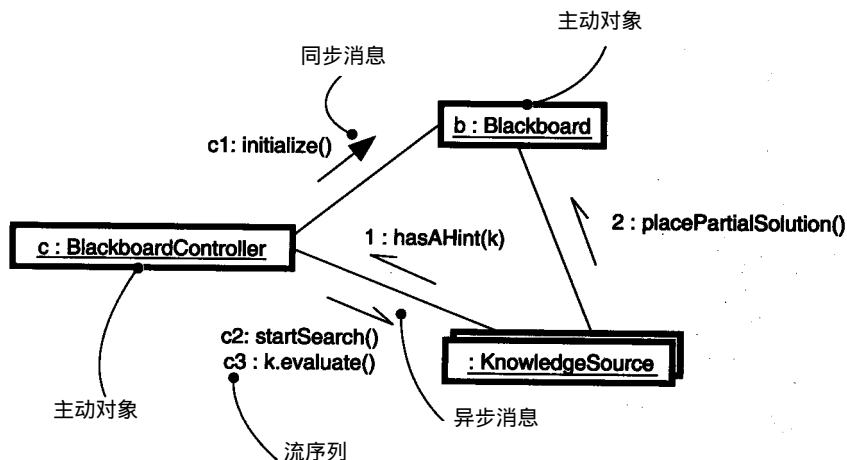 主动对象
同步消息
b : Blackboard
c1: initialize()
2 : placePartialSolution()
1 : hasAHint(k)
c : BlackboardController
c2: startSearch()
c3 : k.evaluate()
: KnowledgeSource
主动对象
异步消息
流序列